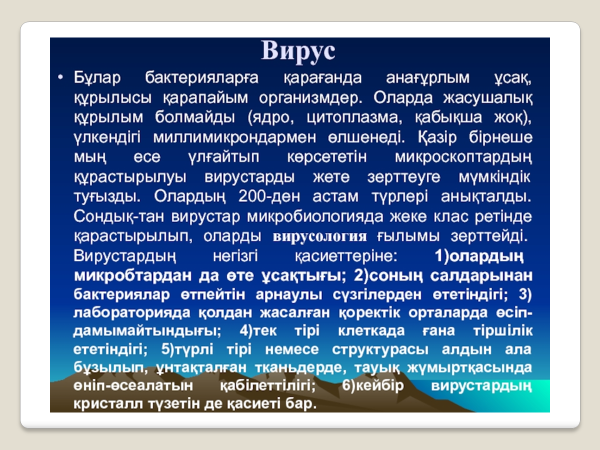 Вирус
• Бұлар бактерияларға қарағанда анағұрлым ұсақ,
құрылысы қарапайым организмдер. Оларда жасушалық
құрылым болмайды (ядро, цитоплазма, қабықша жоқ),
үлкендігі миллимикрондармен өлшенеді. Қазір бірнеше
мың есе үлғайтып көрсететін микроскоптардың
құрастырылуы вирустарды жете зерттеуге мүмкіндік
туғызды. Олардың 200-ден астам түрлері анықталды.
Сондық-тан вирустар микробиологияда жеке клас ретінде
қарастырылып, оларды вирусология ғылымы зерттейді.
Вирустардың негізгі қасиеттеріне: 1)олардың
микробтардан да өте ұсақтығы; 2)соның салдарынан
бактериялар өтпейтін арнаулы сүзгілерден өтетіндігі; 3)
лабораторияда қолдан жасалған қоректік орталарда өсіп-
дамымайтындығы; 4)тек тірі клеткада ғана тіршілік
ететіндігі; 5)түрлі тірі немесе структурасы алдын ала
бұзылып, ұнтақталған тканьдерде, тауық жұмыртқасында
өніп-өсеалатын қабілеттілігі; 6)кейбір вирустардың
кристалл түзетін де қасиеті бар.